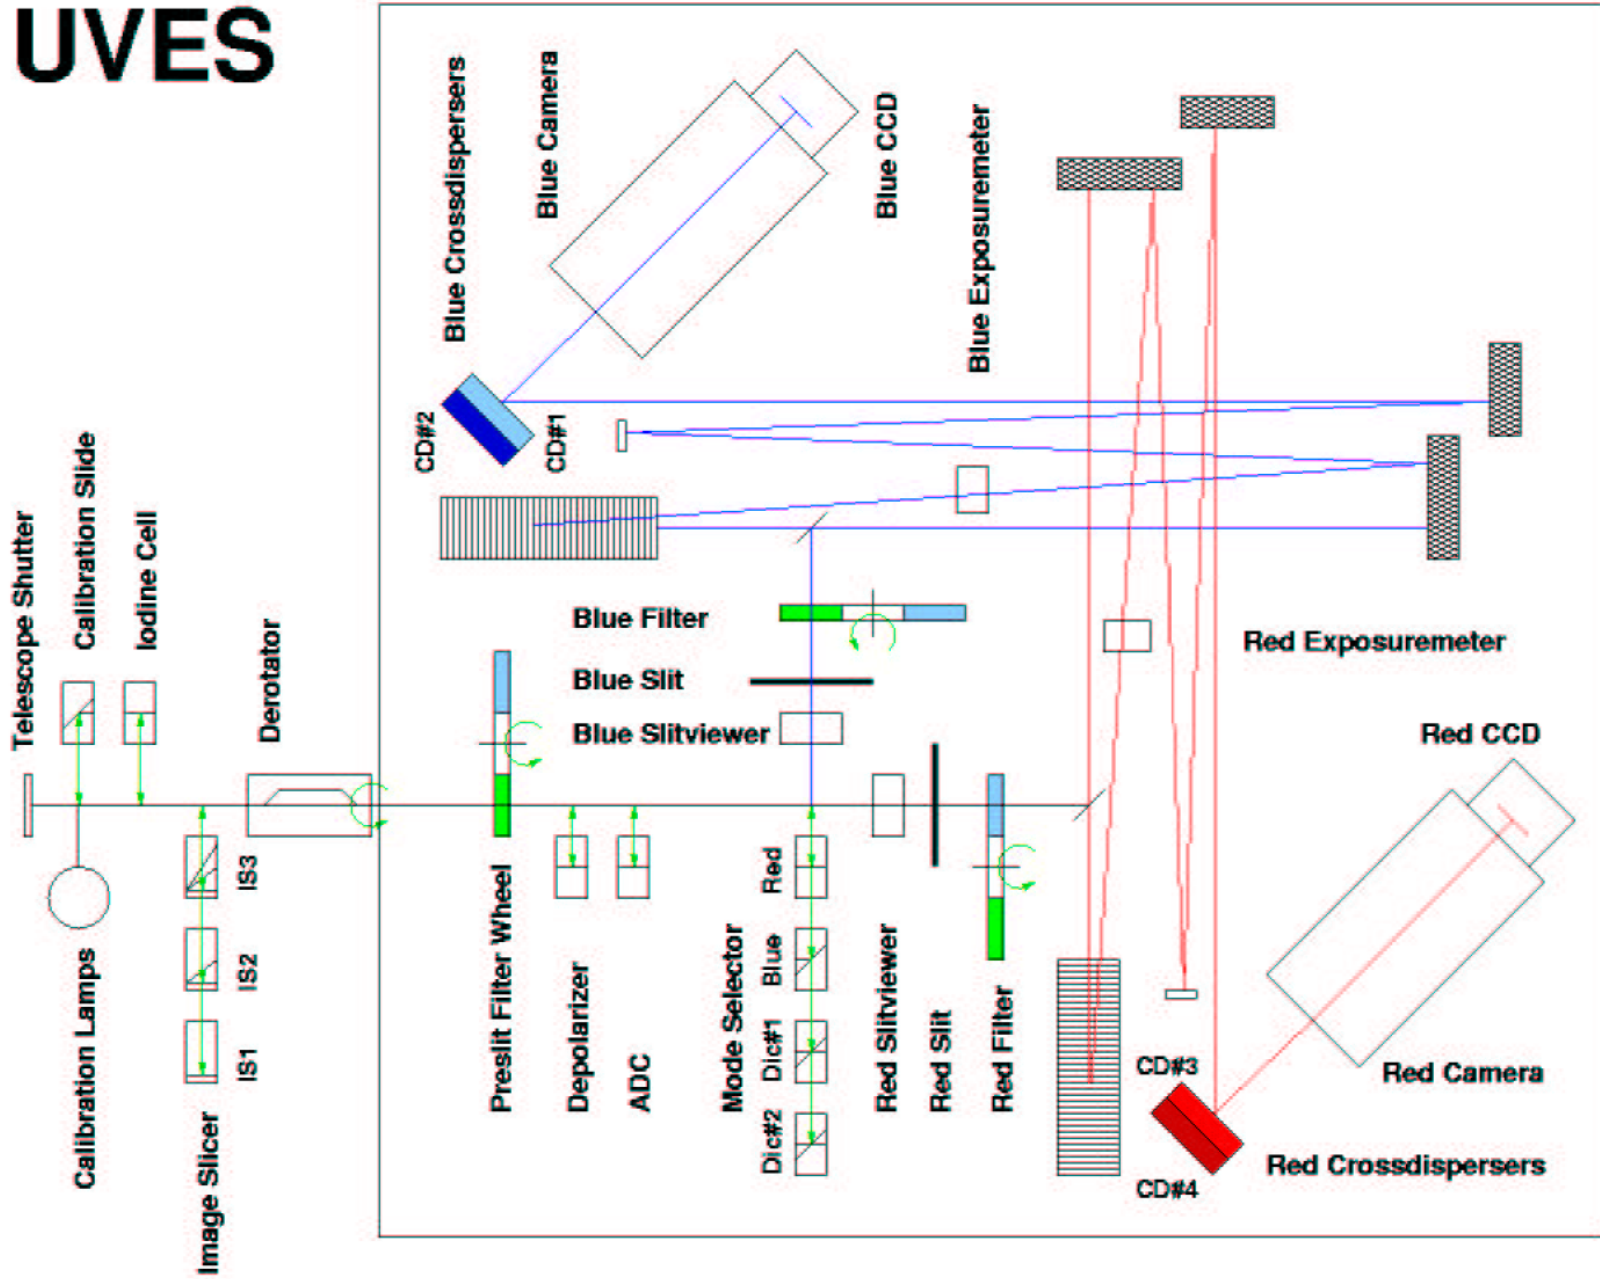 UVES
Blue Crossdispersers
Blue Camera
Blue CCD
Blue Exposuremeter
CD#2
CD#1
Telescope Shutter
Calibration Slide
Iodine Cell
Derotator
Blue Filter
Blue Slit
Blue Slitviewer
Red Exposuremeter
Red CCD
IS3
IS2
IS1
Calibration Lamps
Image Slicer
Preslit Filter Wheel
Depolarizer
ADC
Mode Selector
Red
Blue
Dic#1
Dic#2
Red Slitviewer
Red Slit
Red Filter
CD#3
CD#4
Red Camera
Red Crossdispersers